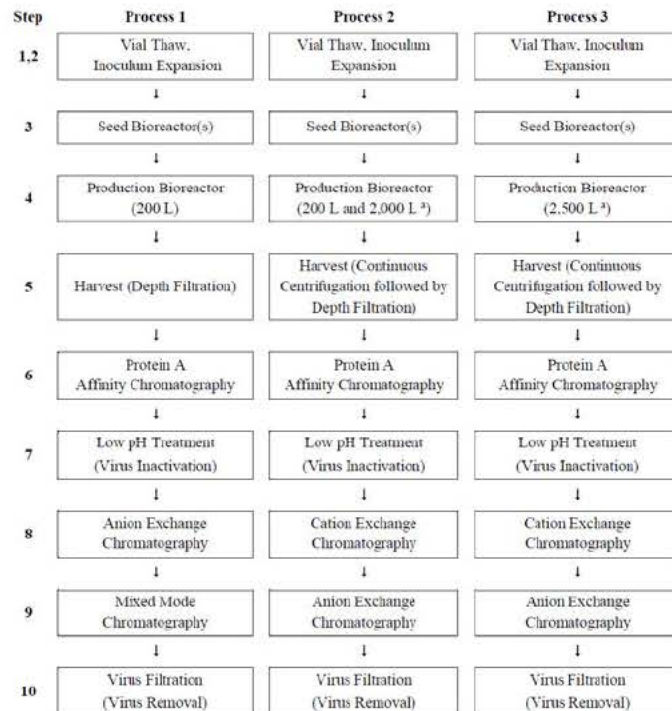 Step Process 1 Process 2 Process 3
1,2
Vial Thaw,
Inoculum Expansion
Vial Thaw, Inoculum
Expansion
Vial Thaw, Inoculum
Expansion
↓ ↓ ↓
3 Seed Bioreactor(s) Seed Bioreactor(s) Seed Bioreactor(s)
↓ ↓ ↓
4
Production Bioreactor
(200 L)
Production Bioreactor
(200 L and 2,000 L ᵃ)
Production Bioreactor
(2,500 L ᵃ)
↓ ↓ ↓
5
Harvest (Depth Filtration)
Harvest (Continuous
Centrifugation followed by
Depth Filtration)
Harvest (Continuous
Centrifugation followed by
Depth Filtration)
↓ ↓ ↓
6
Protein A
Affinity Chromatography
Protein A
Affinity Chromatography
Protein A
Affinity Chromatography
↓ ↓ ↓
7
Low pH Treatment
(Virus Inactivation)
Low pH Treatment
(Virus Inactivation)
Low pH Treatment
(Virus Inactivation)
↓ ↓ ↓
8
Anion Exchange
Chromatography
Cation Exchange
Chromatography
Cation Exchange
Chromatography
↓ ↓ ↓
9
Mixed Mode
Chromatography
Anion Exchange
Chromatography
Anion Exchange
Chromatography
↓ ↓ ↓
10
Virus Filtration
(Virus Removal)
Virus Filtration
(Virus Removal)
Virus Filtration
(Virus Removal)